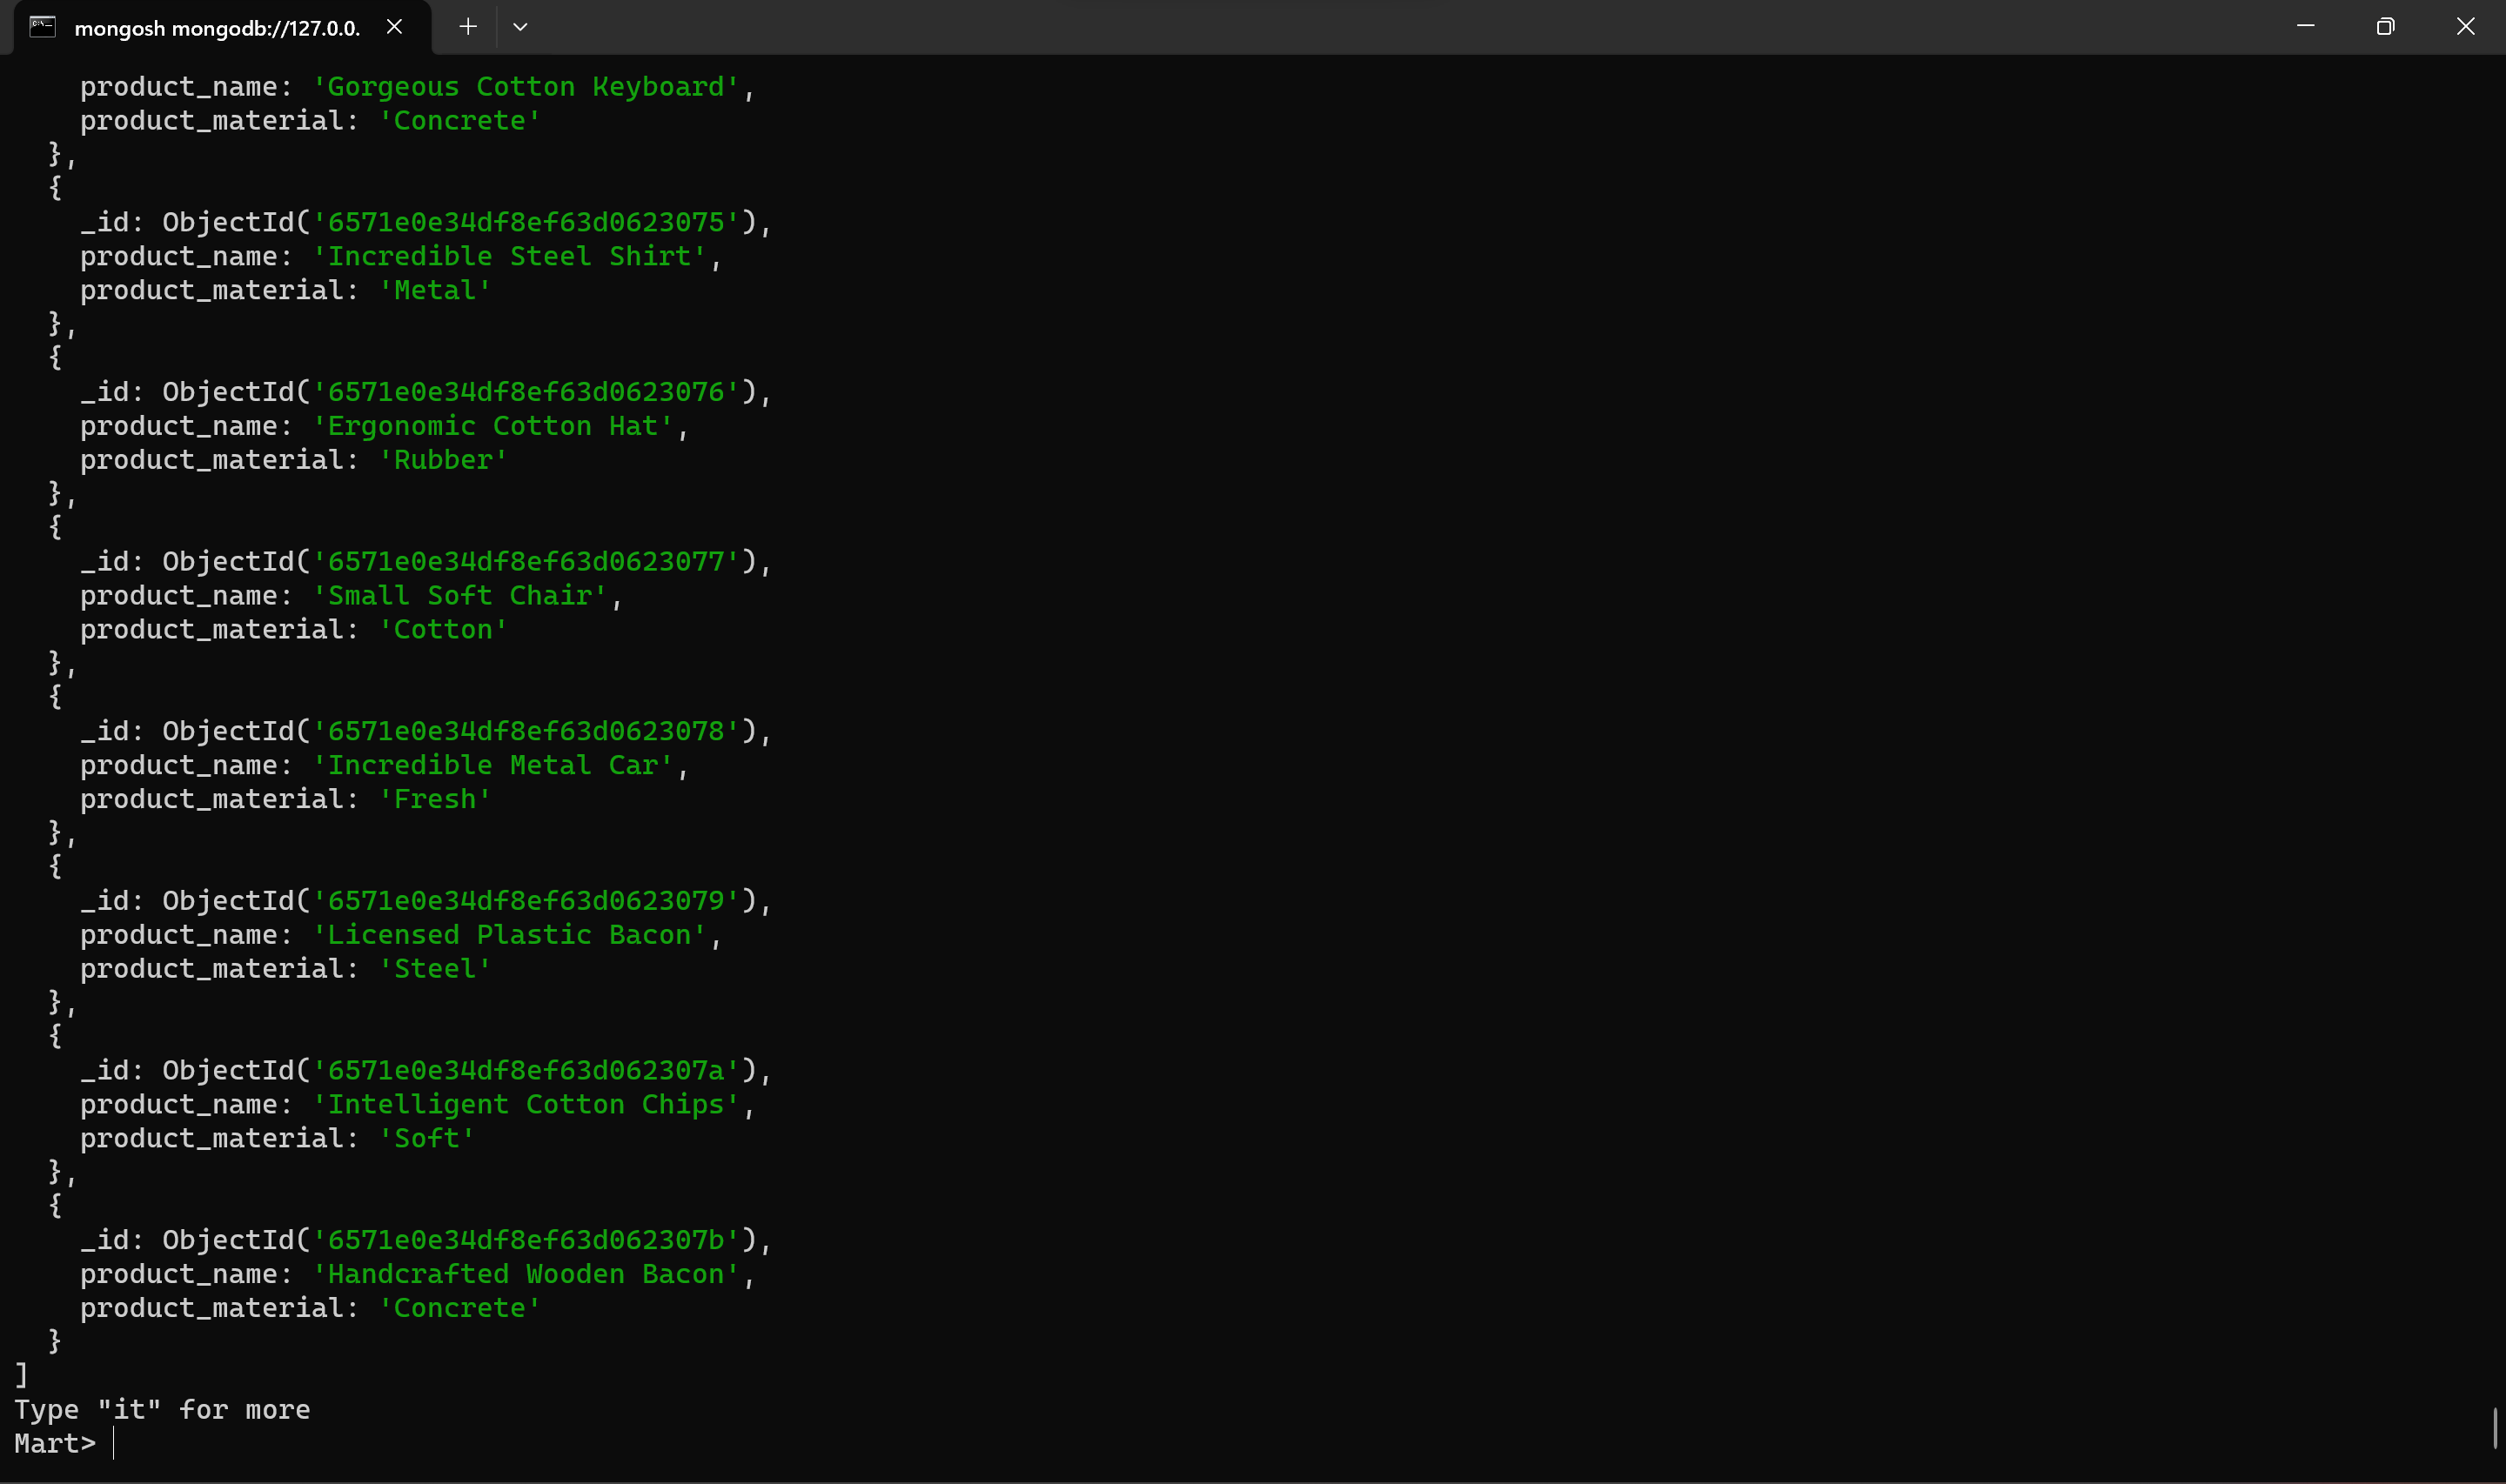 mongosh mongodb://127.0.0.
product_name: 'Gorgeous Cotton Keyboard',
product_material: 'Concrete'
},
{
_id: ObjectId('6571e0e34df8ef63d0623075'),
product_name: 'Incredible Steel Shirt',
product_material: 'Metal'
},
{
_id: ObjectId('6571e0e34df8ef63d0623076'),
product_name: 'Ergonomic Cotton Hat',
product_material: 'Rubber'
},
{
_id: ObjectId('6571e0e34df8ef63d0623077'),
product_name: 'Small Soft Chair',
product_material: 'Cotton'
},
{
_id: ObjectId('6571e0e34df8ef63d0623078'),
product_name: 'Incredible Metal Car',
product_material: 'Fresh'
},
{
_id: ObjectId('6571e0e34df8ef63d0623079'),
product_name: 'Licensed Plastic Bacon',
product_material: 'Steel'
},
{
_id: ObjectId('6571e0e34df8ef63d062307a'),
product_name: 'Intelligent Cotton Chips',
product_material: 'Soft'
},
{
_id: ObjectId('6571e0e34df8ef63d062307b'),
product_name: 'Handcrafted Wooden Bacon',
product_material: 'Concrete'
}
]
Type "it" for more
Mart>